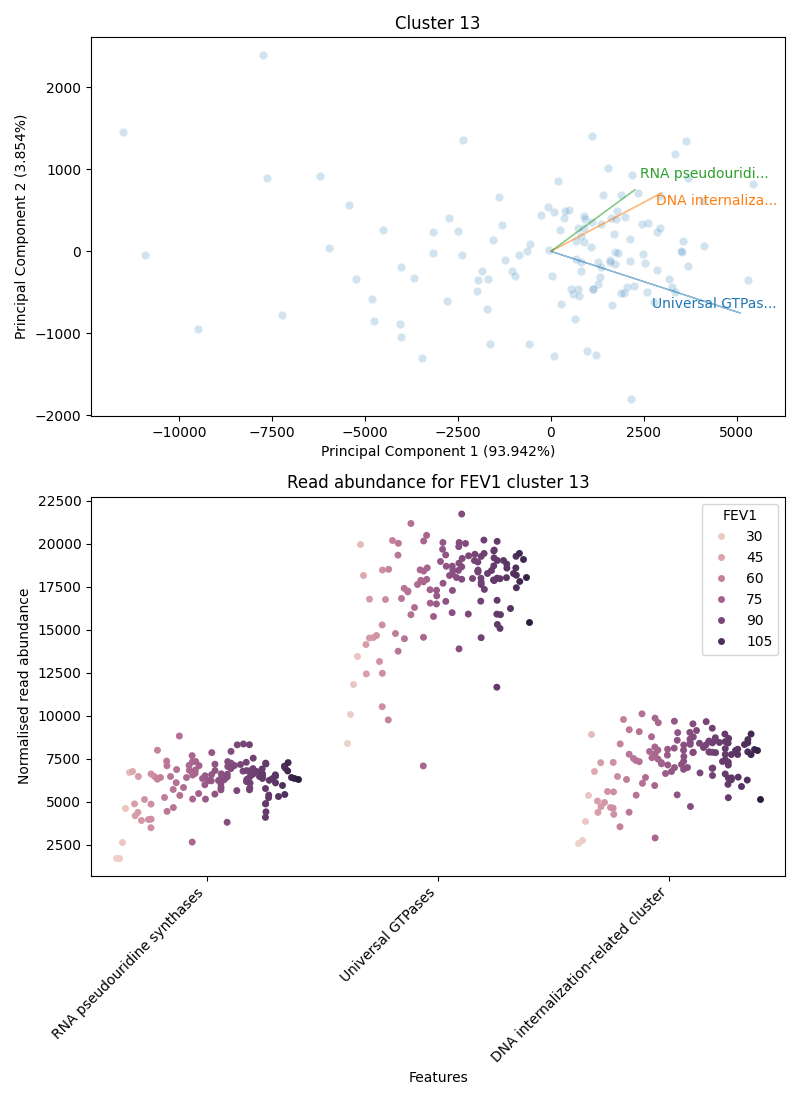 Cluster 13
Principal Component 2 (3.854%)
2000
1000
0
−1000
−2000
RNA pseudouridi...
DNA internaliza...
Universal GTPas...
−10000 −7500 −5000 −2500 0 2500 5000
Principal Component 1 (93.942%)
Read abundance for FEV1 cluster 13
Normalised read abundance
22500
20000
17500
15000
12500
10000
7500
5000
2500
FEV1
30
45
60
75
90
105
RNA pseudouridine synthases
Universal GTPases
DNA internalization-related cluster
Features